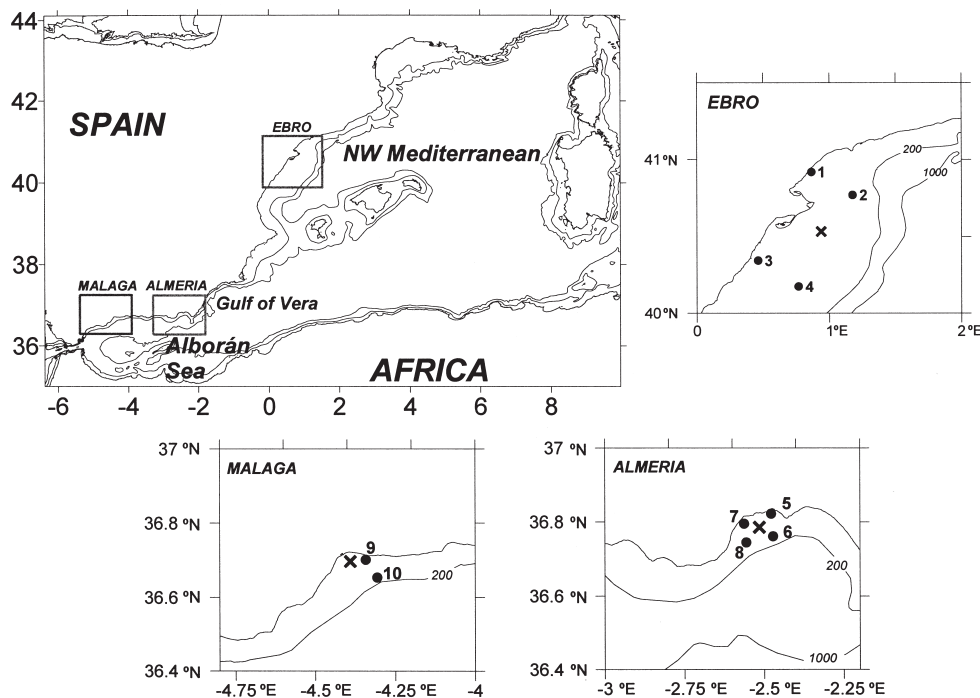 44
42
40
38
36
-6
-4
-2
0
2
4
6
8
SPAIN
EBRO
NW Mediterranean
MALAGA
ALMERIA
Gulf of Vera
Alborán
Sea
AFRICA
EBRO
41ºN
40ºN
0
1ºE
2ºE
200
1000
1
2
3
4
MALAGA
37 ºN
36.8 ºN
36.6 ºN
36.4 ºN
-4.75 ºE
-4.5 ºE
-4.25 ºE
-4
9
10
200
ALMERIA
37 ºN
36.8 ºN
36.6 ºN
36.4 ºN
-3 ºE
-2.75 ºE
-2.5 ºE
-2.25 ºE
5
7
6
8
200
1000